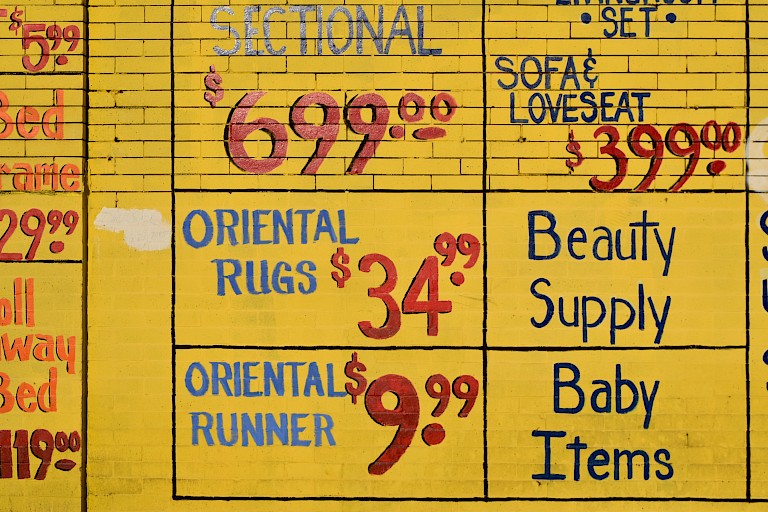 $5.99
Bed
rame
29.99
oll
way
Bed
119.00
SECTIONAL
$699.00
•SET•
SOFA&
LOVESEAT
$399.00
ORIENTAL
RUGS $34.99
Beauty
Supply
ORIENTAL
RUNNER $9.99
Baby
Items